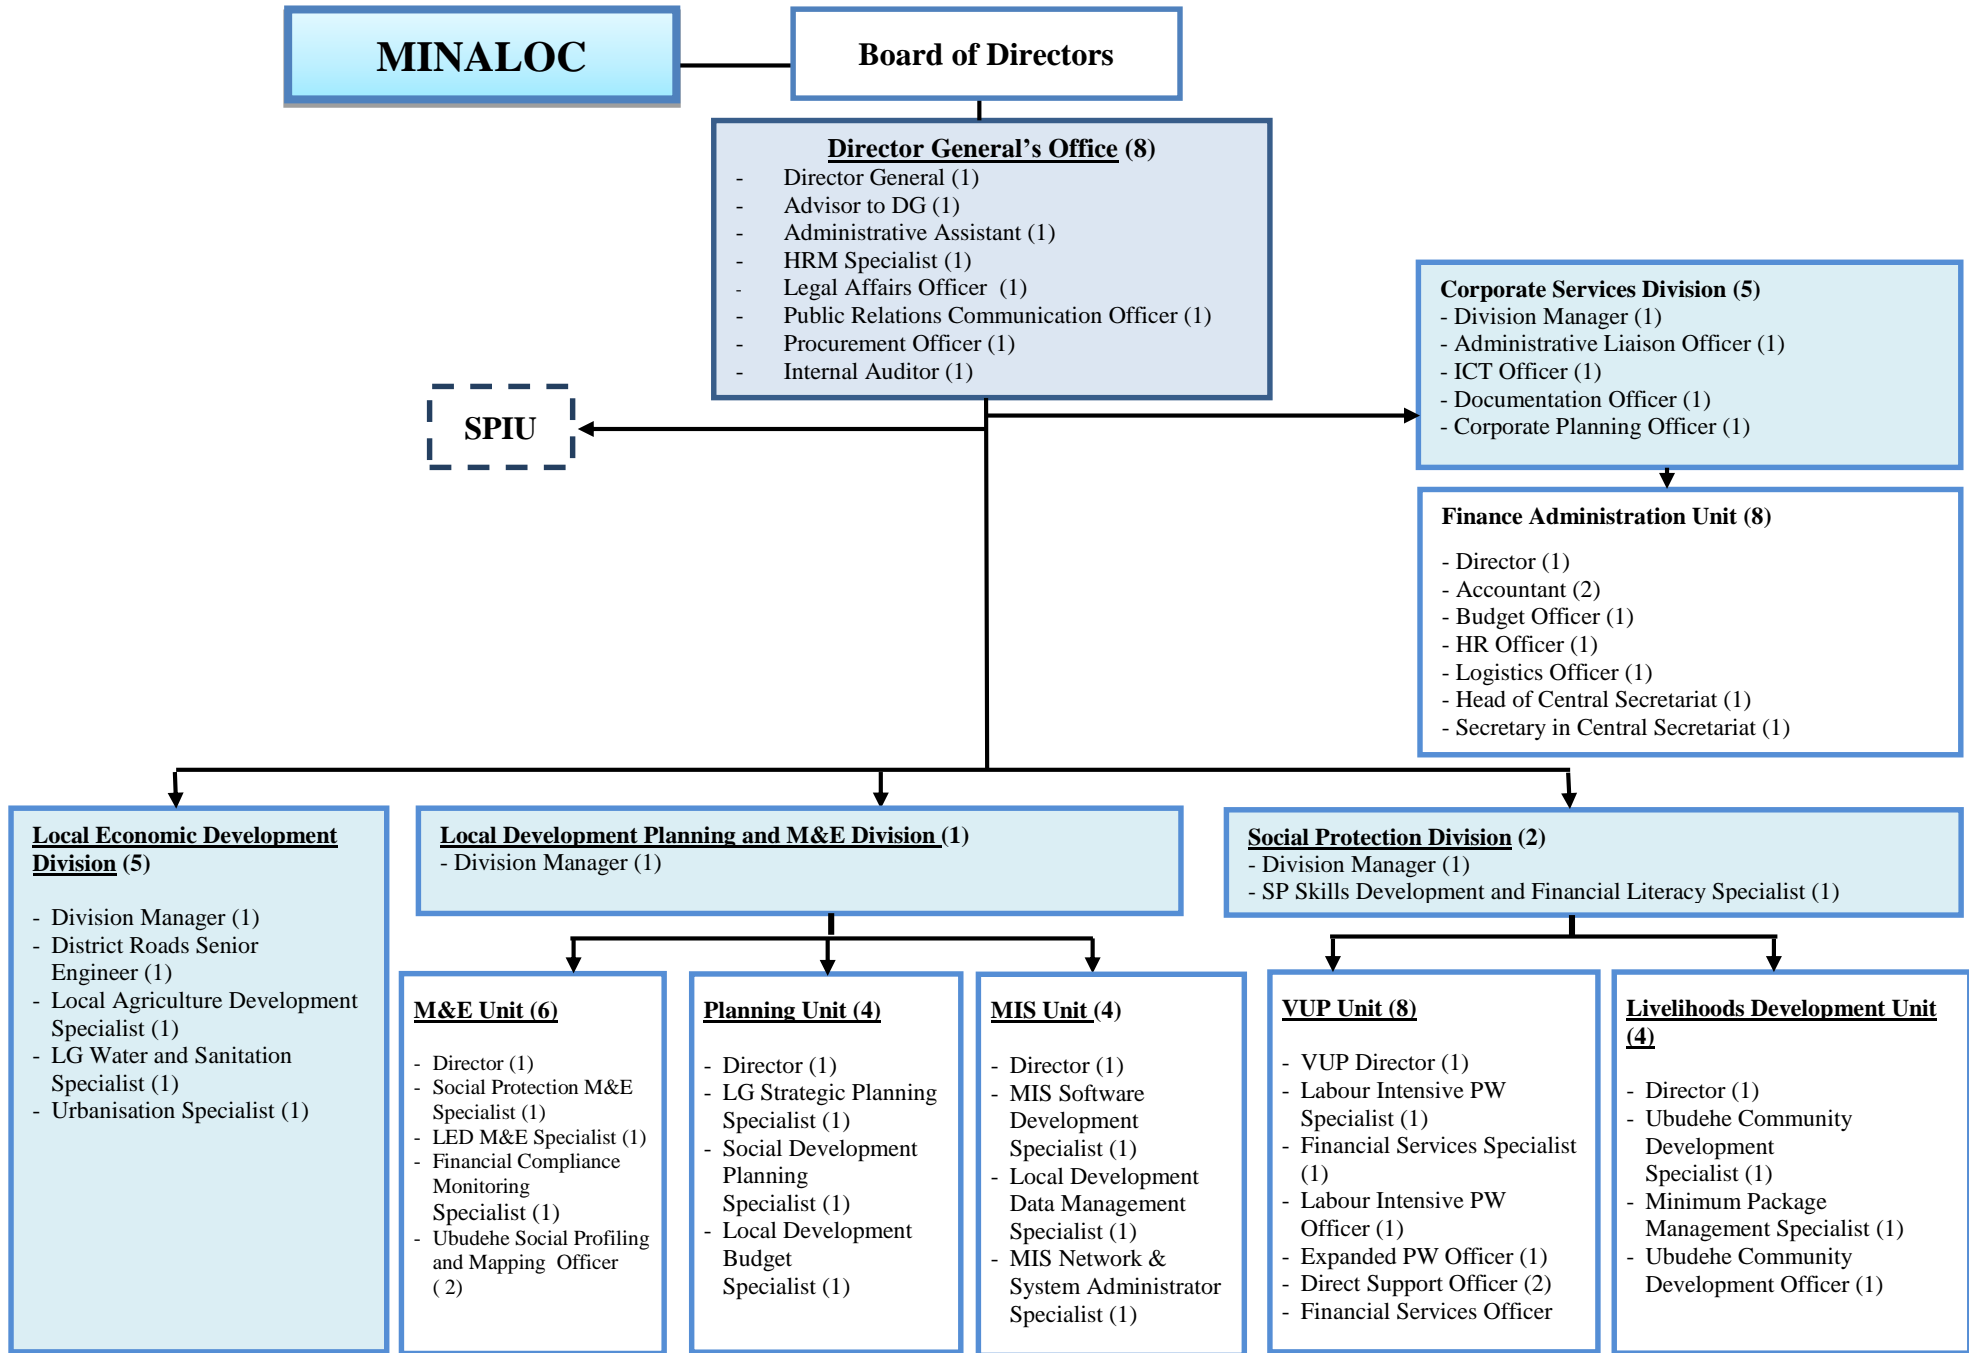 MINALOC
Board of Directors
Director General’s Office (8)
- Director General (1)
- Advisor to DG (1)
- Administrative Assistant (1)
- HRM Specialist (1)
- Legal Affairs Officer (1)
- Public Relations Communication Officer (1)
- Procurement Officer (1)
- Internal Auditor (1)
SPIU
Corporate Services Division (5)
- Division Manager (1)
- Administrative Liaison Officer (1)
- ICT Officer (1)
- Documentation Officer (1)
- Corporate Planning Officer (1)
Finance Administration Unit (8)
- Director (1)
- Accountant (2)
- Budget Officer (1)
- HR Officer (1)
- Logistics Officer (1)
- Head of Central Secretariat (1)
- Secretary in Central Secretariat (1)
Local Economic Development
Division (5)
- Division Manager (1)
- District Roads Senior
Engineer (1)
- Local Agriculture Development
Specialist (1)
- LG Water and Sanitation
Specialist (1)
- Urbanisation Specialist (1)
Local Development Planning and M&E Division (1)
- Division Manager (1)
Social Protection Division (2)
- Division Manager (1)
- SP Skills Development and Financial Literacy Specialist (1)
M&E Unit (6)
- Director (1)
- Social Protection M&E
Specialist (1)
- LED M&E Specialist (1)
- Financial Compliance
Monitoring
Specialist (1)
- Ubudehe Social Profiling
and Mapping Officer
( 2)
Planning Unit (4)
- Director (1)
- LG Strategic Planning
Specialist (1)
- Social Development
Planning
Specialist (1)
- Local Development
Budget
Specialist (1)
MIS Unit (4)
- Director (1)
- MIS Software
Development
Specialist (1)
- Local Development
Data Management
Specialist (1)
- MIS Network &
System Administrator
Specialist (1)
VUP Unit (8)
- VUP Director (1)
- Labour Intensive PW
Specialist (1)
- Financial Services Specialist
(1)
- Labour Intensive PW
Officer (1)
- Expanded PW Officer (1)
- Direct Support Officer (2)
- Financial Services Officer
Livelihoods Development Unit
(4)
- Director (1)
- Ubudehe Community
Development
Specialist (1)
- Minimum Package
Management Specialist (1)
- Ubudehe Community
Development Officer (1)